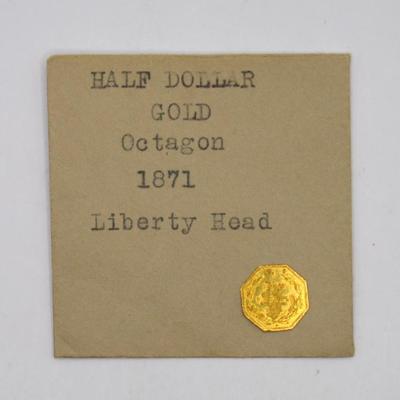 HALF DOLLAR
GOLD
Octagon
1871
Liberty Head